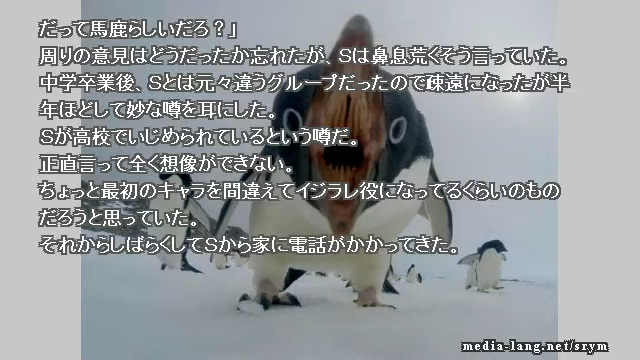 だって馬鹿らしいだろ？」
周りの意見はどうだったか忘れたが、Ｓは鼻息荒くそう言っていた。
中学卒業後、Ｓとは元々違うグループだったので疎遠になったが半
年ほどして妙な噂を耳にした。
Ｓが高校でいじめられているという噂だ。
正直言って全く想像ができない。
ちょっと最初のキャラを間違えてイジラレ役になってるくらいのもの
だろうと思っていた。
それからしばらくしてＳから家に電話がかかってきた。
media-lang.net/srym